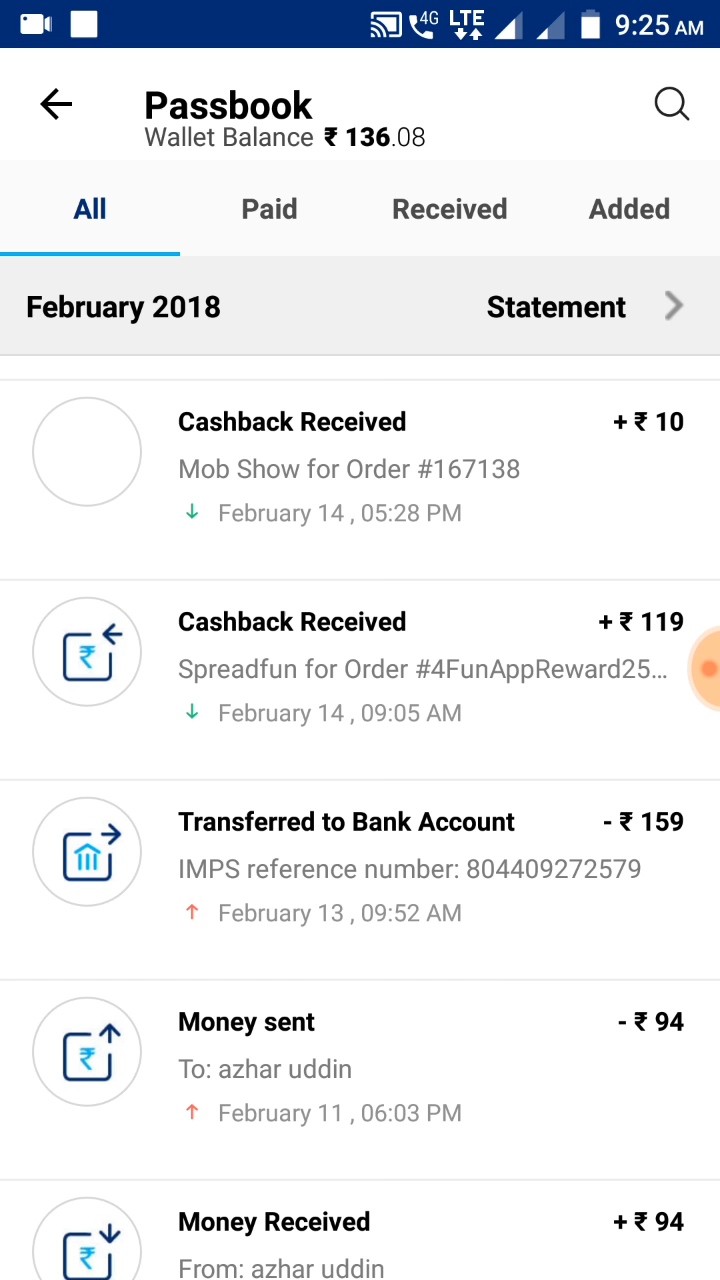 4G LTE 9:25 AM
Passbook
Wallet Balance ₹ 136.08
All Paid Received Added
February 2018 Statement
Cashback Received + ₹ 10
Mob Show for Order #167138
February 14 , 05:28 PM
Cashback Received + ₹ 119
Spreadfun for Order #4FunAppReward25...
February 14 , 09:05 AM
Transferred to Bank Account - ₹ 159
IMPS reference number: 804409272579
February 13 , 09:52 AM
Money sent - ₹ 94
To: azhar uddin
February 11 , 06:03 PM
Money Received + ₹ 94
From: azhar uddin